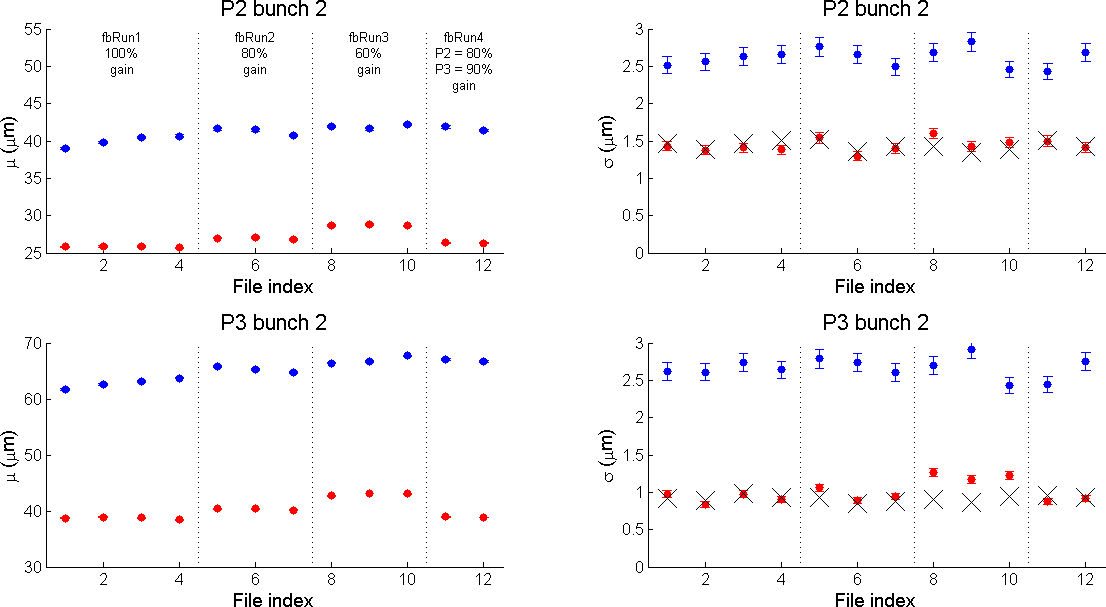 P2 bunch 2
55
50
45
40
35
30
25
μ (μm)
fbRun1
100%
gain
fbRun2
80%
gain
fbRun3
60%
gain
fbRun4
P2 = 80%
P3 = 90%
gain
2 4 6 8 10 12
File index
P2 bunch 2
3
2.5
2
1.5
1
0.5
0
σ (μm)
2 4 6 8 10 12
File index
P3 bunch 2
70
60
50
40
30
μ (μm)
2 4 6 8 10 12
File index
P3 bunch 2
3
2.5
2
1.5
1
0.5
0
σ (μm)
2 4 6 8 10 12
File index